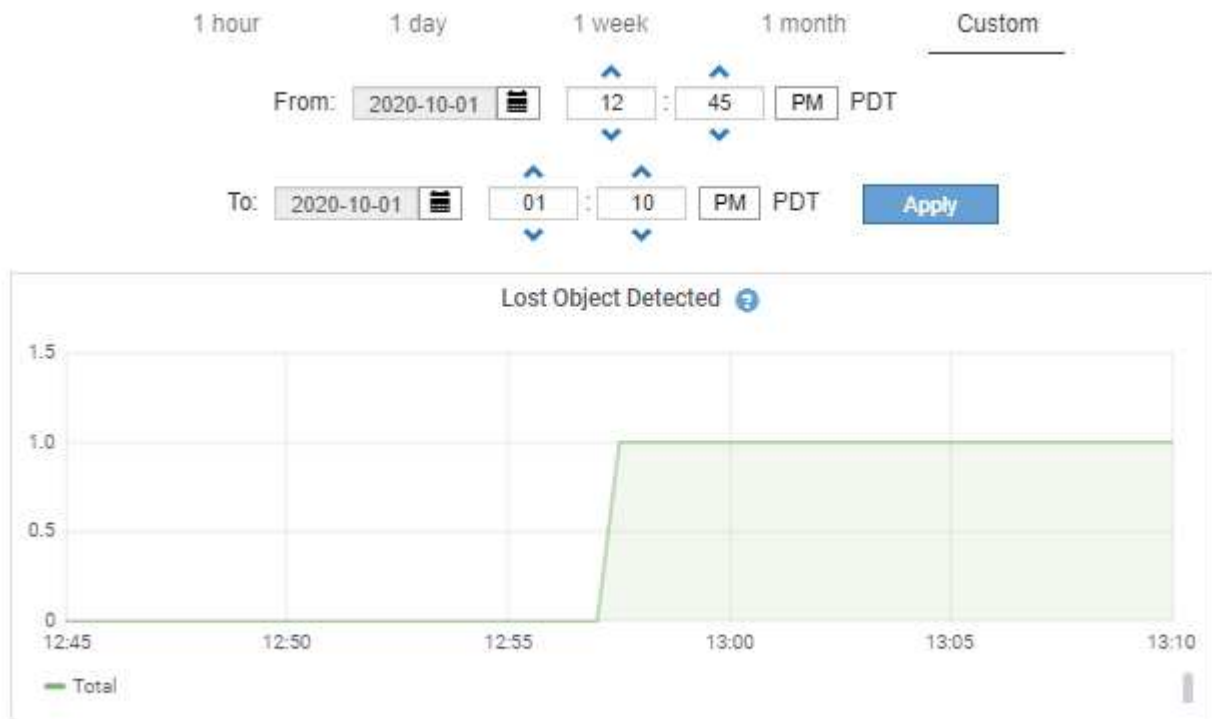 1 hour 1 day 1 week 1 month Custom
From: 2020-10-01 12 : 45 PM PDT
To: 2020-10-01 01 : 10 PM PDT Apply
Lost Object Detected ?
1.5
1.0
0.5
0
12:45 12:50 12:55 13:00 13:05 13:10
Total